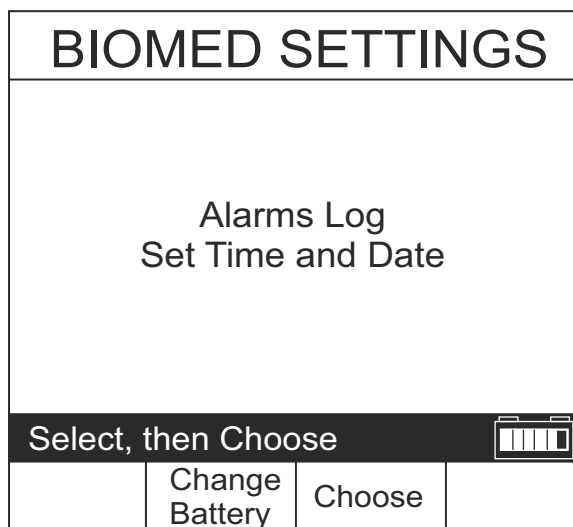 BIOMED SETTINGS
Alarms Log
Set Time and Date
Select, then Choose
Change
Battery
Choose